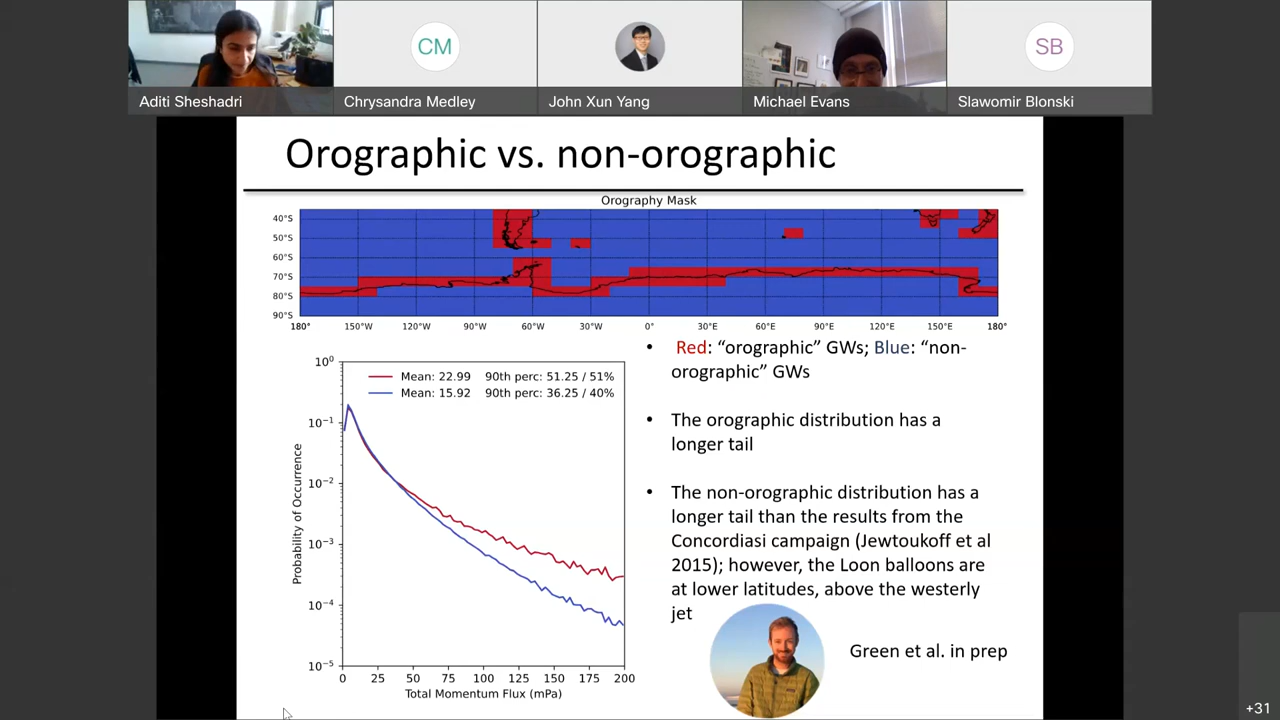 CM
SB
Aditi Sheshadri
Chrysandra Medley
John Xun Yang
Michael Evans
Slawomir Blonski
Orographic vs. non-orographic
Orography Mask
40°S
50°S
60°S
70°S
80°S
90°S
180° 150°W 120°W 90°W 60°W 30°W 0° 30°E 60°E 90°E 120°E 150°E 180°
Mean: 22.99 90th perc: 51.25 / 51%
Mean: 15.92 90th perc: 36.25 / 40%
10⁰
10⁻¹
10⁻²
10⁻³
10⁻⁴
10⁻⁵
Probability of Occurrence
0 25 50 75 100 125 150 175 200
Total Momentum Flux (mPa)
• Red: “orographic” GWs; Blue: “non-
orographic” GWs
• The orographic distribution has a
longer tail
• The non-orographic distribution has a
longer tail than the results from the
Concordiasi campaign (Jewtoukoff et al
2015); however, the Loon balloons are
at lower latitudes, above the westerly
jet
Green et al. in prep
+31